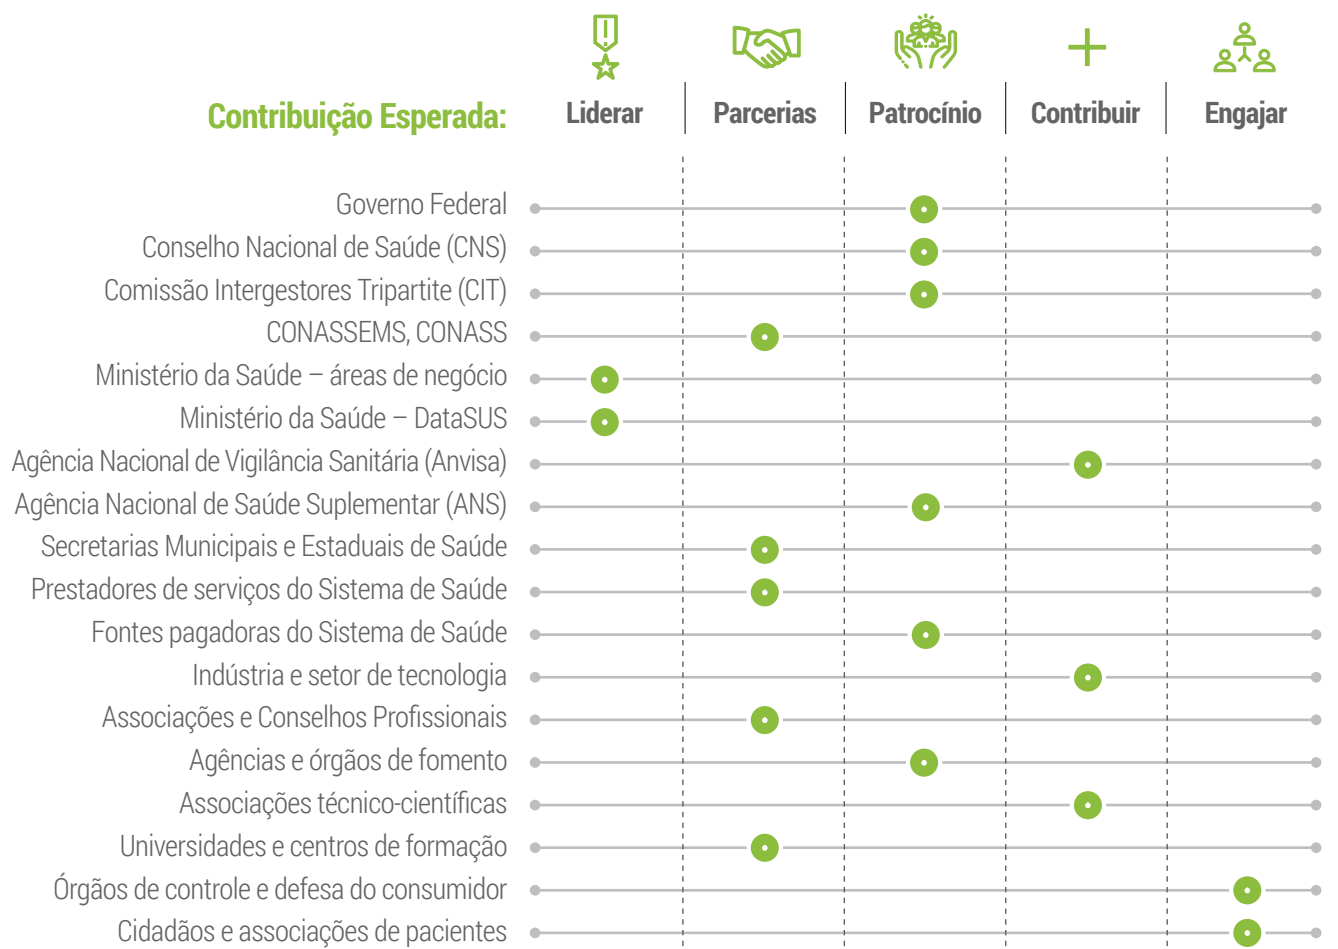 Contribuição Esperada:
Liderar
Parcerias
Patrocínio
Contribuir
Engajar
Governo Federal
Conselho Nacional de Saúde (CNS)
Comissão Intergestores Tripartite (CIT)
CONASSEMS, CONASS
Ministério da Saúde – áreas de negócio
Ministério da Saúde – DataSUS
Agência Nacional de Vigilância Sanitária (Anvisa)
Agência Nacional de Saúde Suplementar (ANS)
Secretarias Municipais e Estaduais de Saúde
Prestadores de serviços do Sistema de Saúde
Fontes pagadoras do Sistema de Saúde
Indústria e setor de tecnologia
Associações e Conselhos Profissionais
Agências e órgãos de fomento
Associações técnico-científicas
Universidades e centros de formação
Órgãos de controle e defesa do consumidor
Cidadãos e associações de pacientes